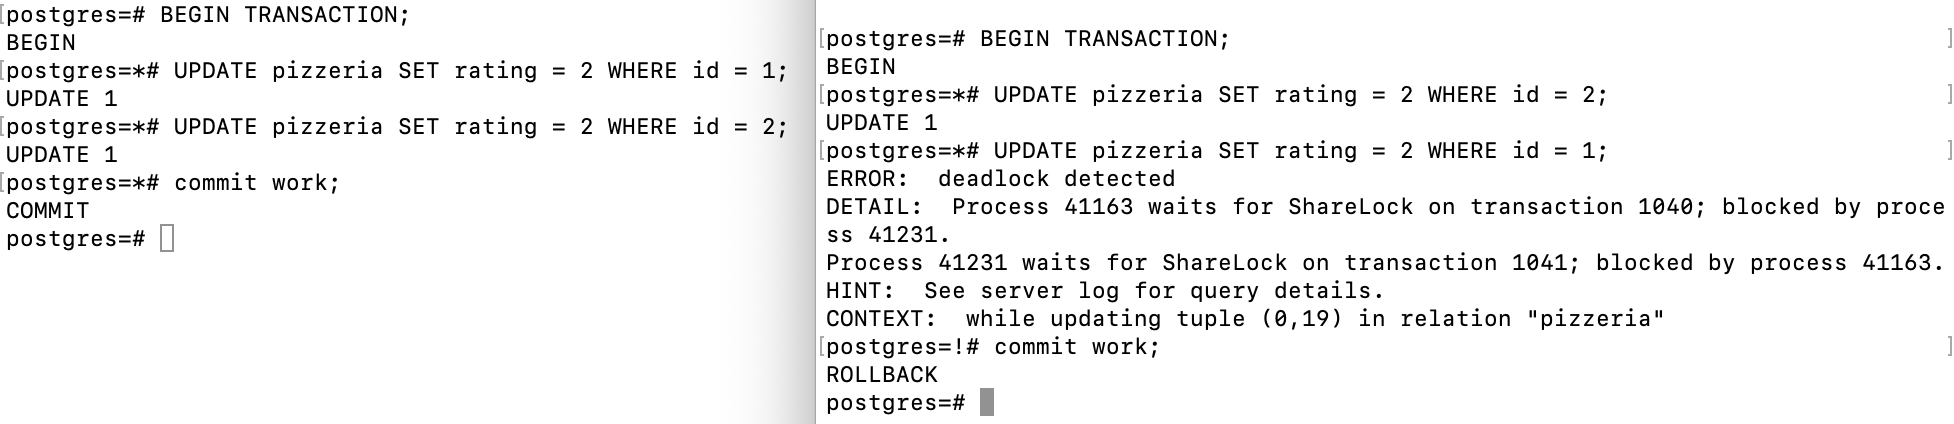 postgres=# BEGIN TRANSACTION;
BEGIN
postgres=*# UPDATE pizzeria SET rating = 2 WHERE id = 1;
UPDATE 1
postgres=*# UPDATE pizzeria SET rating = 2 WHERE id = 2;
UPDATE 1
postgres=*# commit work;
COMMIT
postgres=#
postgres=# BEGIN TRANSACTION;
BEGIN
postgres=*# UPDATE pizzeria SET rating = 2 WHERE id = 2;
UPDATE 1
postgres=*# UPDATE pizzeria SET rating = 2 WHERE id = 1;
ERROR:  deadlock detected
DETAIL:  Process 41163 waits for ShareLock on transaction 1040; blocked by proce
ss 41231.
Process 41231 waits for ShareLock on transaction 1041; blocked by process 41163.
HINT:  See server log for query details.
CONTEXT:  while updating tuple (0,19) in relation "pizzeria"
postgres=!# commit work;
ROLLBACK
postgres=#